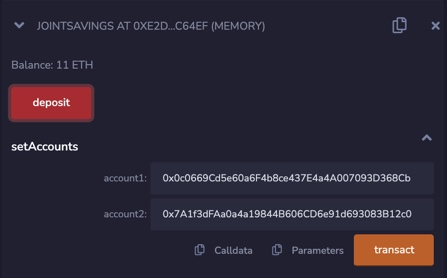 JOINTSAVINGS AT 0XE2D...C64EF (MEMORY)
Balance: 11 ETH
deposit
setAccounts
account1: 0x0c0669Cd5e60a6F4b8ce437E4a4A007093D368Cb
account2: 0x7A1f3dFAa0a4a19844B606CD6e91d693083B12c0
Calldata Parameters transact